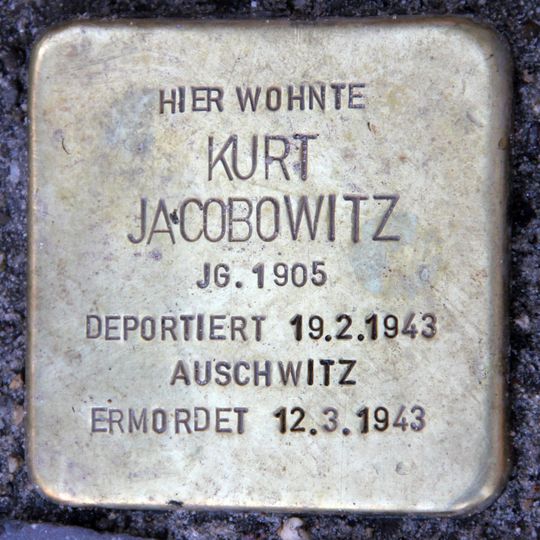 HIER WOHNTE
KURT
JACOBOWITZ
JG. 1905
DEPORTIERT 19.2.1943
AUSCHWITZ
ERMORDET 12.3.1943